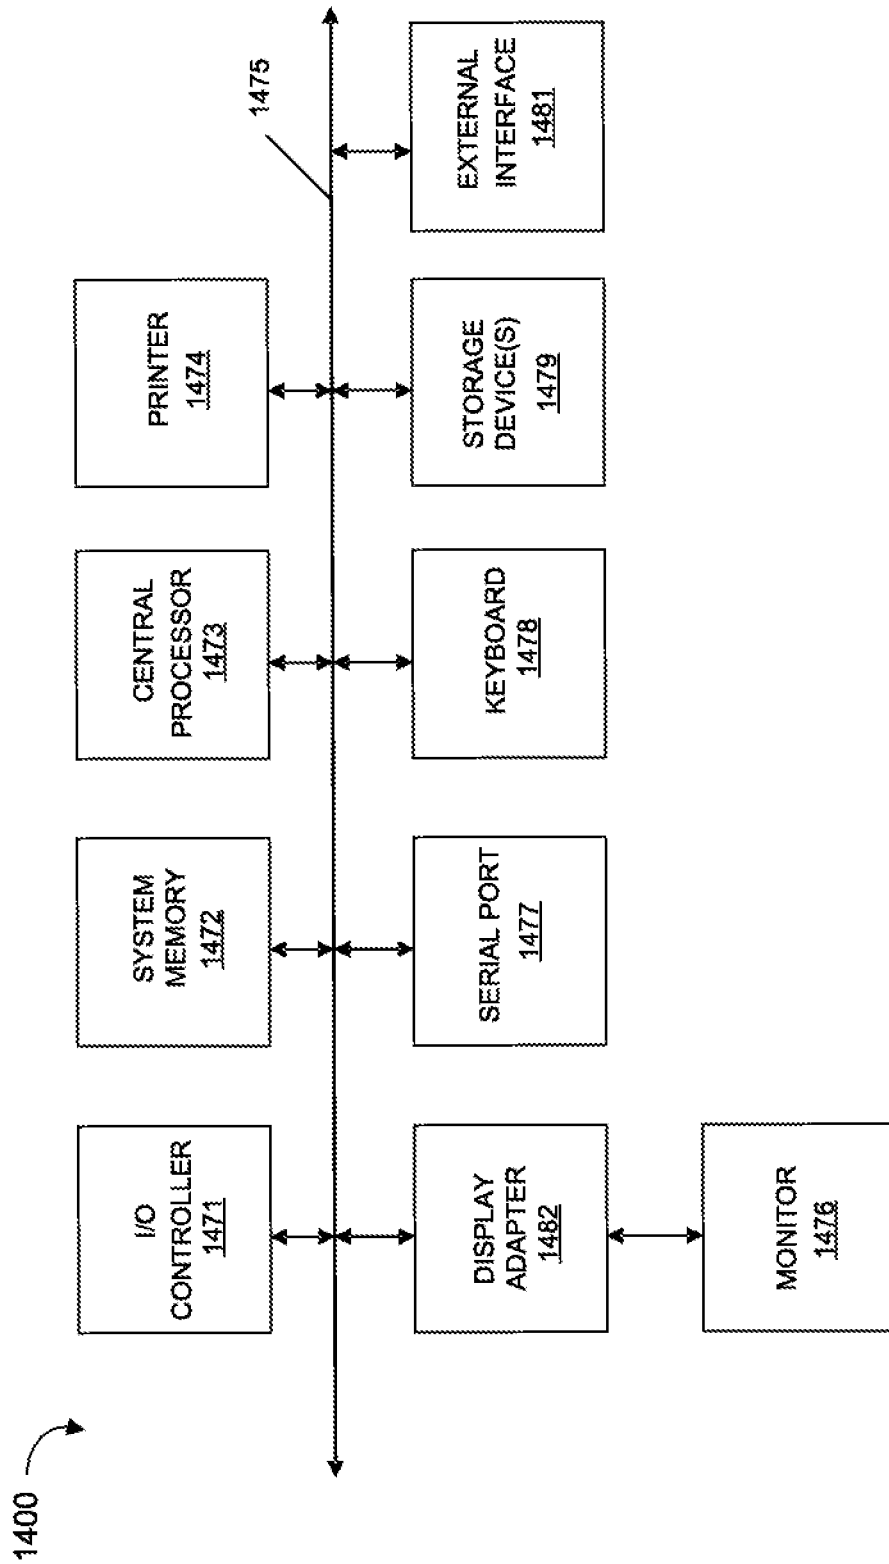 1400
I/O
CONTROLLER
1471
SYSTEM
MEMORY
1472
CENTRAL
PROCESSOR
1473
PRINTER
1474
1475
DISPLAY
ADAPTER
1482
SERIAL PORT
1477
KEYBOARD
1478
STORAGE
DEVICE(S)
1479
EXTERNAL
INTERFACE
1481
MONITOR
1476